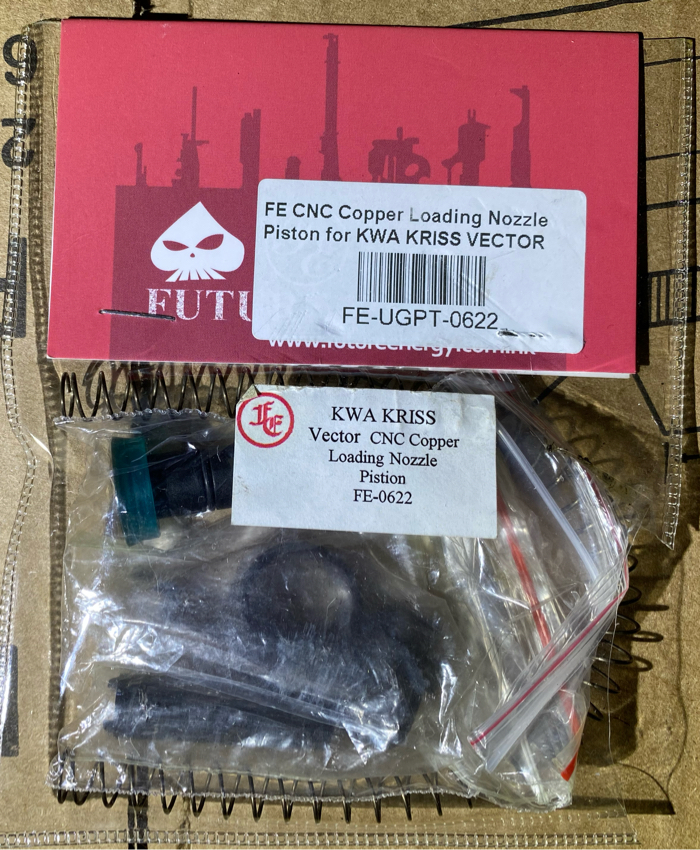 FE CNC Copper Loading Nozzle
Piston for KWA KRISS VECTOR
FE-UGPT-0622
FE
KWA KRISS
Vector CNC Copper
Loading Nozzle
Pistion
FE-0622